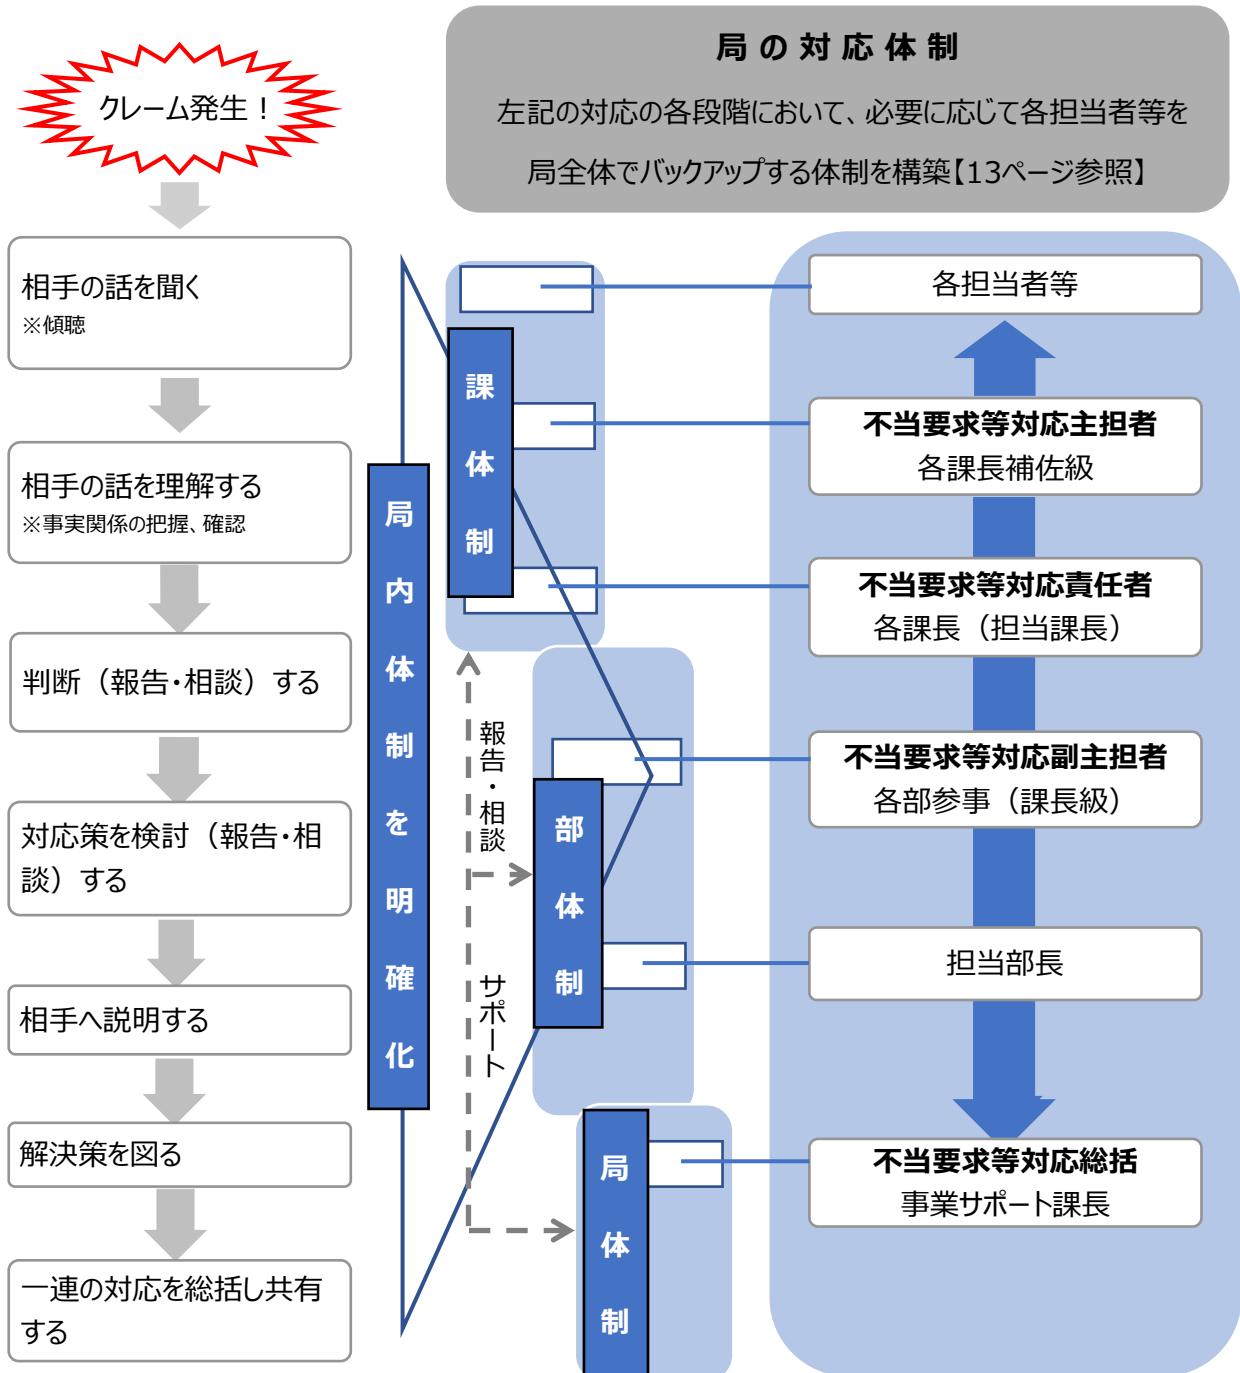 クレーム発生！
局の対応体制
左記の対応の各段階において、必要に応じて各担当者等を
局全体でバックアップする体制を構築【13ページ参照】
相手の話を聞く
※傾聴
相手の話を理解する
※事実関係の把握、確認
判断（報告・相談）する
対応策を検討（報告・相
談）する
相手へ説明する
解決策を図る
一連の対応を総括し共有
する
局内体制を明確化
課体制
報告・相談
サポート
部体制
局体制
各担当者等
不当要求等対応主担者
各課長補佐級
不当要求等対応責任者
各課長（担当課長）
不当要求等対応副主担者
各部参事（課長級）
担当部長
不当要求等対応総括
事業サポート課長